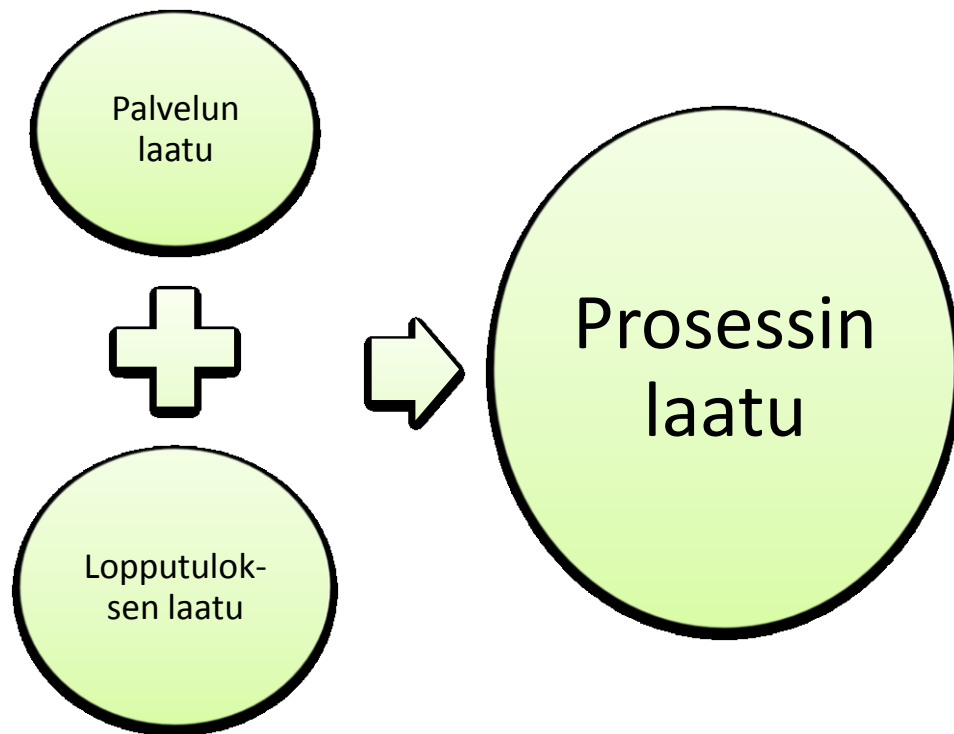 Palvelun
laatu
Lopputulok-
sen laatu
Prosessin
laatu